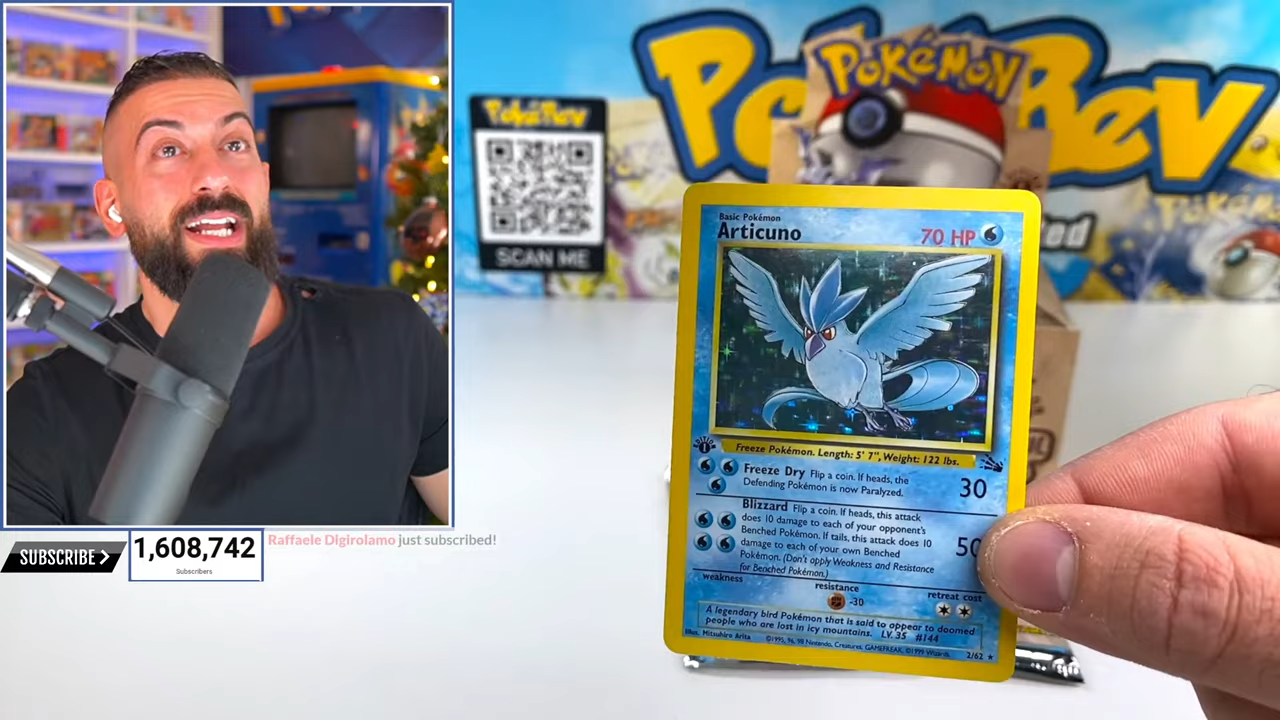 PokéRev
SCAN ME
PokéRev
POKéMON
Basic Pokémon
Articuno
70 HP
EDITION
1
Freeze Pokémon. Length: 5' 7", Weight: 122 lbs.
Freeze Dry Flip a coin. If heads, the
Defending Pokémon is now Paralyzed.
30
Blizzard Flip a coin. If heads, this attack
does 10 damage to each of your opponent's
Benched Pokémon. If tails, this attack does 10
damage to each of your own Benched
Pokémon. (Don't apply Weakness and Resistance
for Benched Pokémon.)
50
weakness
resistance
-30
retreat cost
A legendary bird Pokémon that is said to appear to doomed
people who are lost in icy mountains. LV. 35 #144
Illus. Mitsuhiro Arita
©1995, 96, 98 Nintendo, Creatures, GAMEFREAK. ©1999 Wizards.
2/62 ★
SUBSCRIBE >
1,608,742
Subscribers
Raffaele Digirolamo just subscribed!